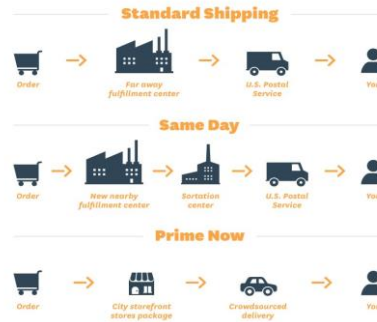 Standard Shipping
Order
Far away
fulfillment center
U.S. Postal
Service
Same Day
Order
New nearby
fulfillment center
Sortation
center
U.S. Postal
Service
Prime Now
Order
City storefront
stores package
Crowdsourced
delivery